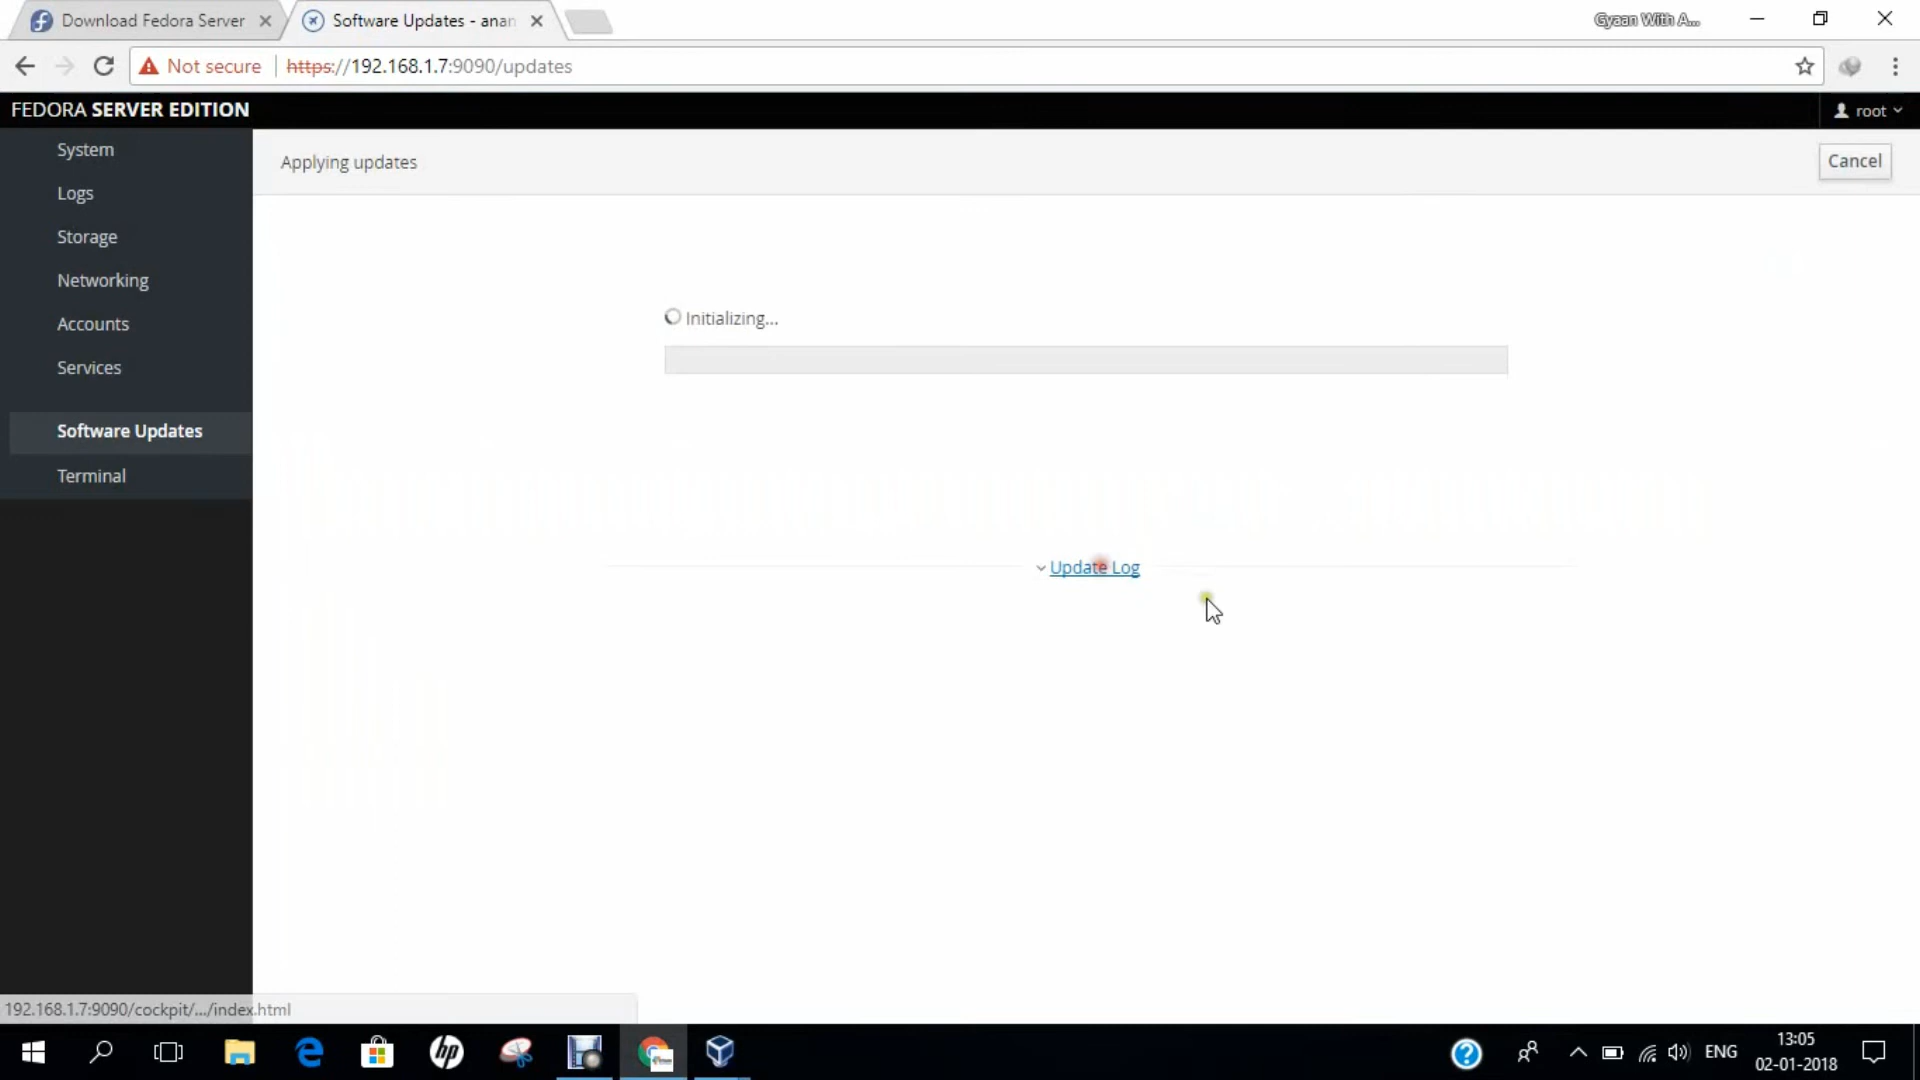 Download Fedora Server
Software Updates - anan
Gyaan With A...
Not secure
https://192.168.1.7:9090/updates
FEDORA SERVER EDITION
root
System
Logs
Storage
Networking
Accounts
Services
Software Updates
Terminal
Applying updates
Cancel
Initializing...
Update Log
192.168.1.7:9090/cockpit/.../index.html
hp
ENG
13:05
02-01-2018